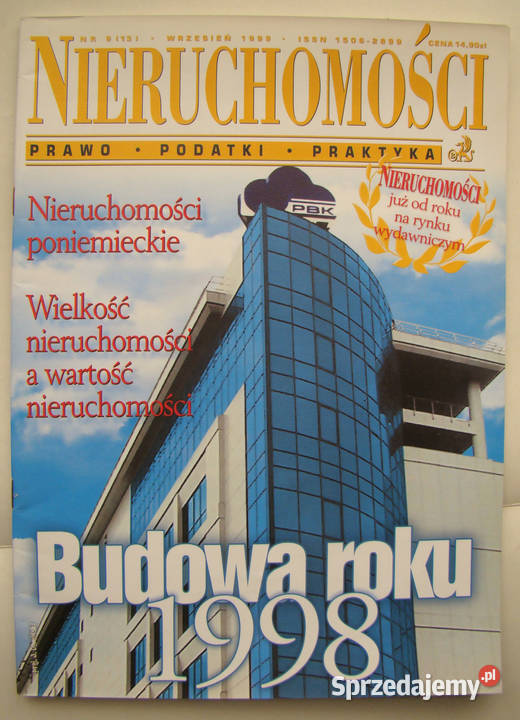 NR 9 (13) · WRZESIEŃ 1999 · ISSN 1506-2899 CENA 14,90zł
NIERUCHOMOŚCI
PRAWO · PODATKI · PRAKTYKA
NIERUCHOMOŚCI
już od roku
na rynku
wydawniczym
PBK
Nieruchomości
poniemieckie
Wielkość
nieruchomości
a wartość
nieruchomości
Budowa roku
1998
Sprzedajemy.pl